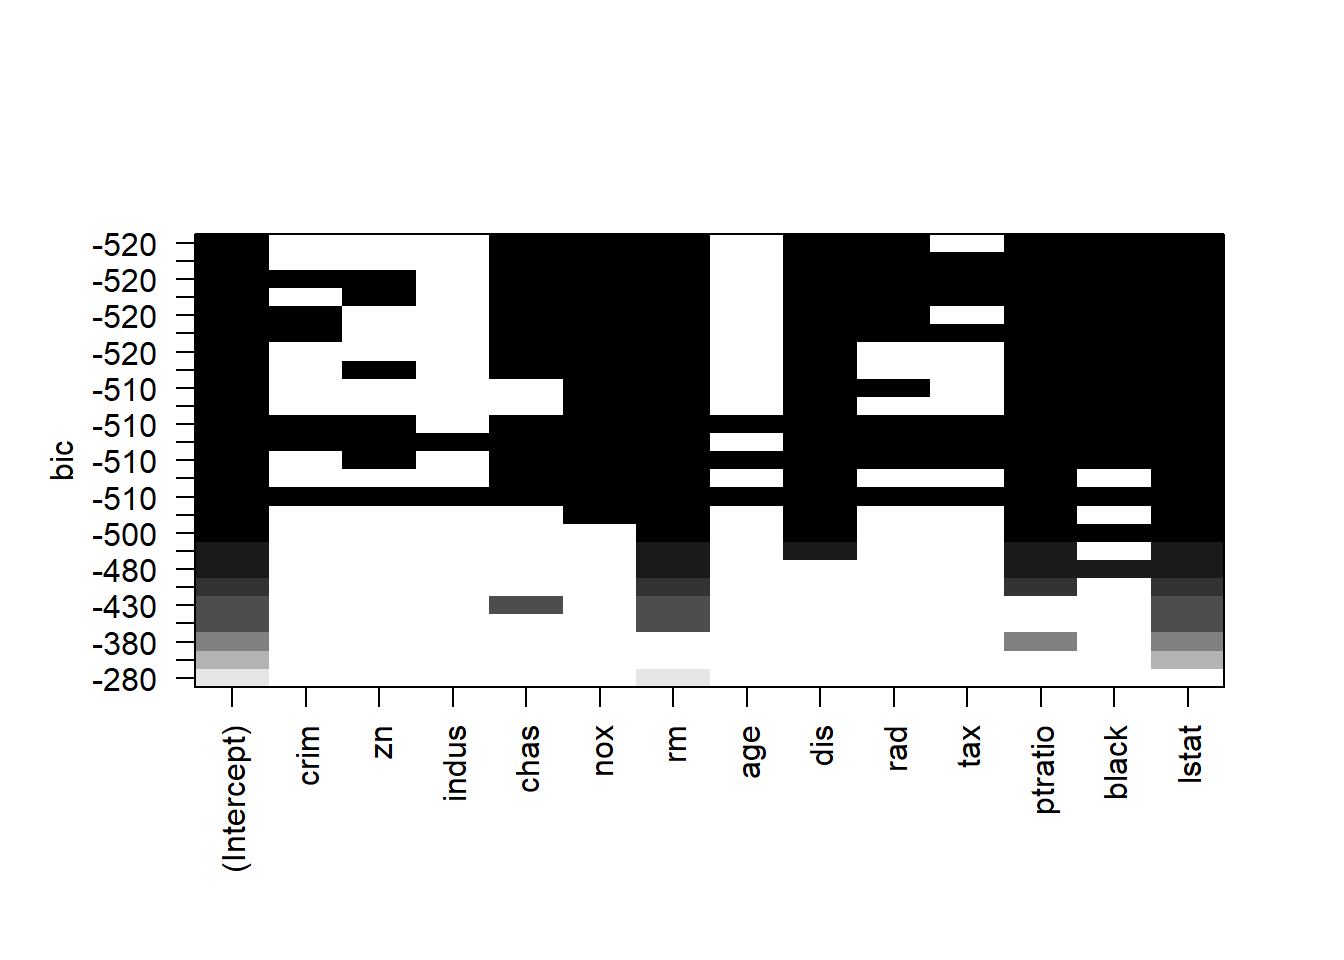 -520
-520
-520
-520
-510
-510
-510
-510
-500
-480
-430
-380
-280
bic
(Intercept)
crim
zn
indus
chas
nox
rm
age
dis
rad
tax
ptratio
black
lstat